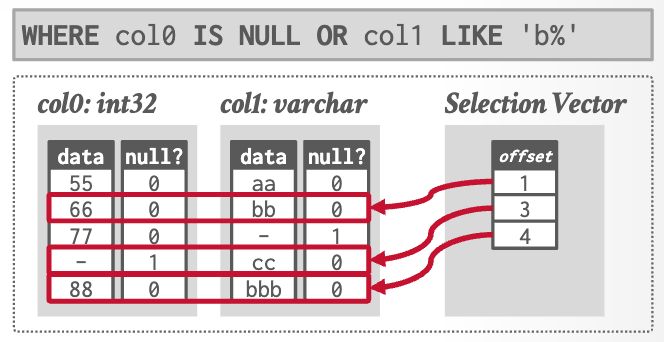 WHERE col0 IS NULL OR col1 LIKE 'b%'
col0: int32 col1: varchar Selection Vector
data null? data null? offset
55 0 aa 0 1
66 0 bb 0 3
77 0 - 1 4
- 1 cc 0
88 0 bbb 0